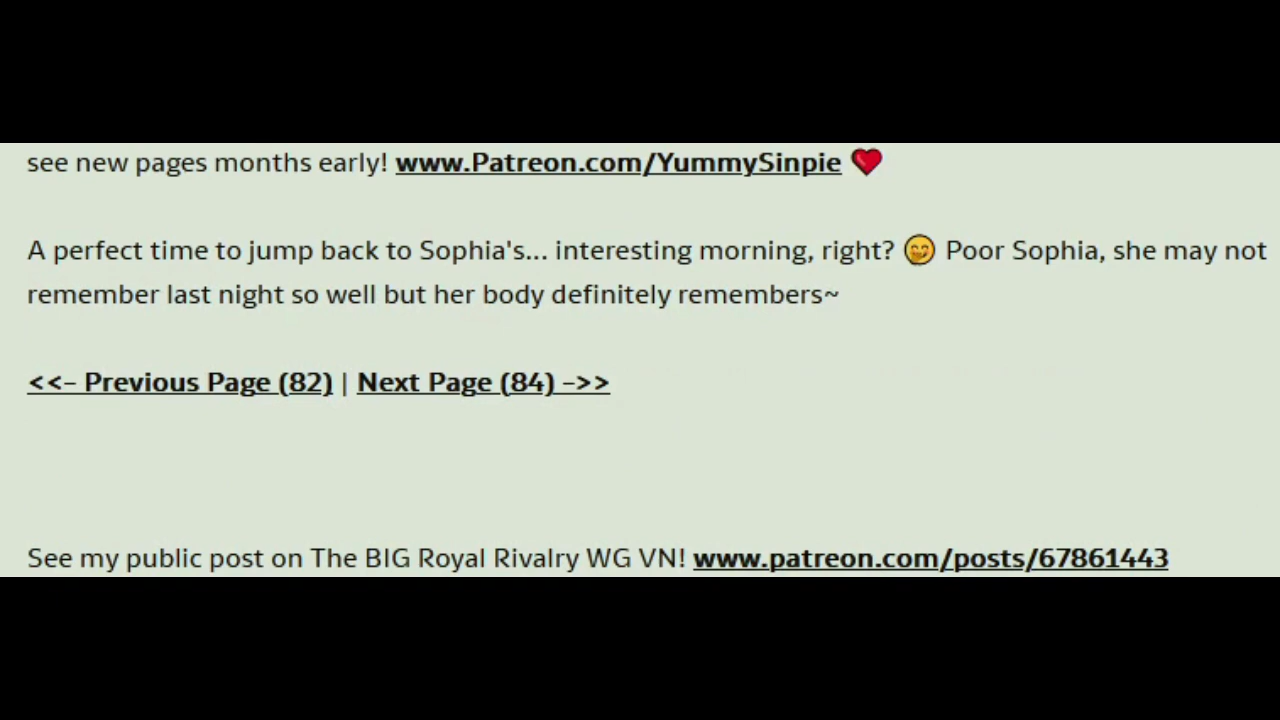 see new pages months early! www.Patreon.com/YummySinpie ❤️
A perfect time to jump back to Sophia's... interesting morning, right? 🤭 Poor Sophia, she may not
remember last night so well but her body definitely remembers~
<<- Previous Page (82) | Next Page (84) ->>
See my public post on The BIG Royal Rivalry WG VN! www.patreon.com/posts/67861443